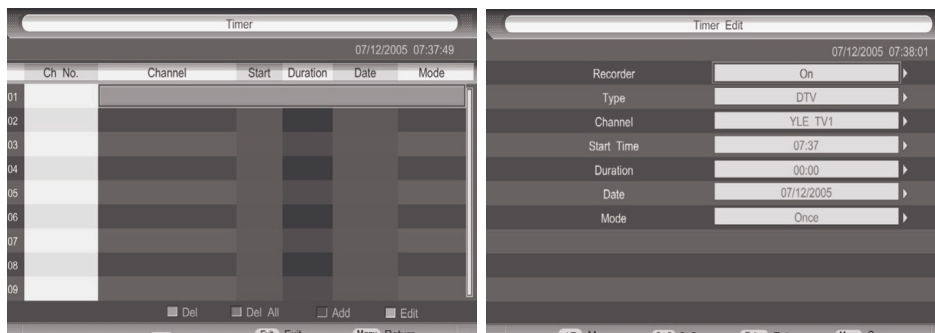 Timer
07/12/2005 07:37:49
Ch No. Channel Start Duration Date Mode
01
02
03
04
05
06
07
08
09
Del Del All Add Edit
Exit Exit Menu Return
Timer Edit
07/12/2005 07:38:01
Recorder On
Type DTV
Channel YLE TV1
Start Time 07:37
Duration 00:00
Date 07/12/2005
Mode Once